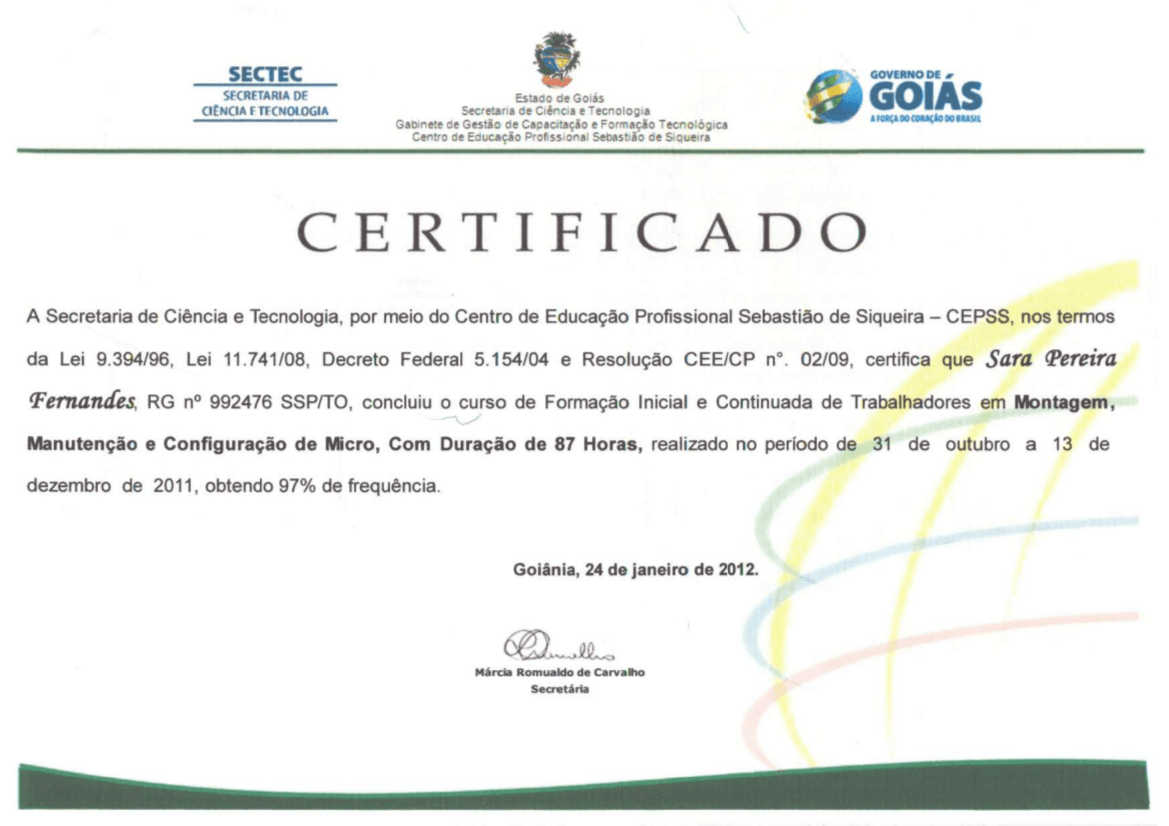 SECTEC
SECRETARIA DE
CIÊNCIA E TECNOLOGIA
Estado de Goiás
Secretaria de Ciência e Tecnologia
Gabinete de Gestão de Capacitação e Formação Tecnológica
Centro de Educação Profissional Sebastião de Siqueira
GOVERNO DE
GOIÁS
A FORÇA DO CORAÇÃO DO BRASIL
CERTIFICADO
A Secretaria de Ciência e Tecnologia, por meio do Centro de Educação Profissional Sebastião de Siqueira – CEPSS, nos termos
da Lei 9.394/96, Lei 11.741/08, Decreto Federal 5.154/04 e Resolução CEE/CP n°. 02/09, certifica que Sara Pereira
Fernandes, RG nº 992476 SSP/TO, concluiu o curso de Formação Inicial e Continuada de Trabalhadores em Montagem,
Manutenção e Configuração de Micro, Com Duração de 87 Horas, realizado no período de 31 de outubro a 13 de
dezembro de 2011, obtendo 97% de frequência.
Goiânia, 24 de janeiro de 2012.
Márcia Romualdo de Carvalho
Secretária